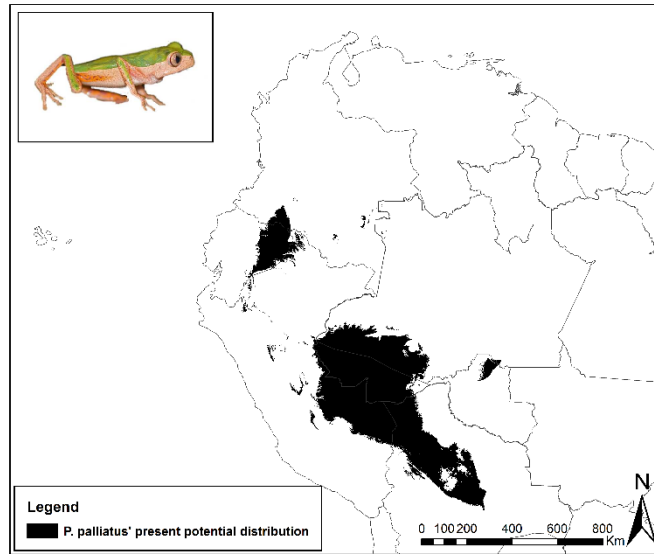 N
Legend
P. palliatus' present potential distribution
0 100 200 400 600 800
Km